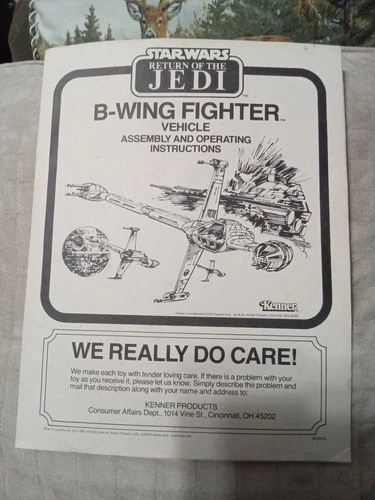 STAR WARS
RETURN OF THE
JEDI
B-WING FIGHTER™
VEHICLE
ASSEMBLY AND OPERATING
INSTRUCTIONS
Kenner
WE REALLY DO CARE!
We make each toy with tender loving care. If there is a problem with your
toy as you receive it, please let us know. Simply describe the problem and
mail that description along with your name and address to:
KENNER PRODUCTS
Consumer Affairs Dept., 1014 Vine St., Cincinnati, OH 45202